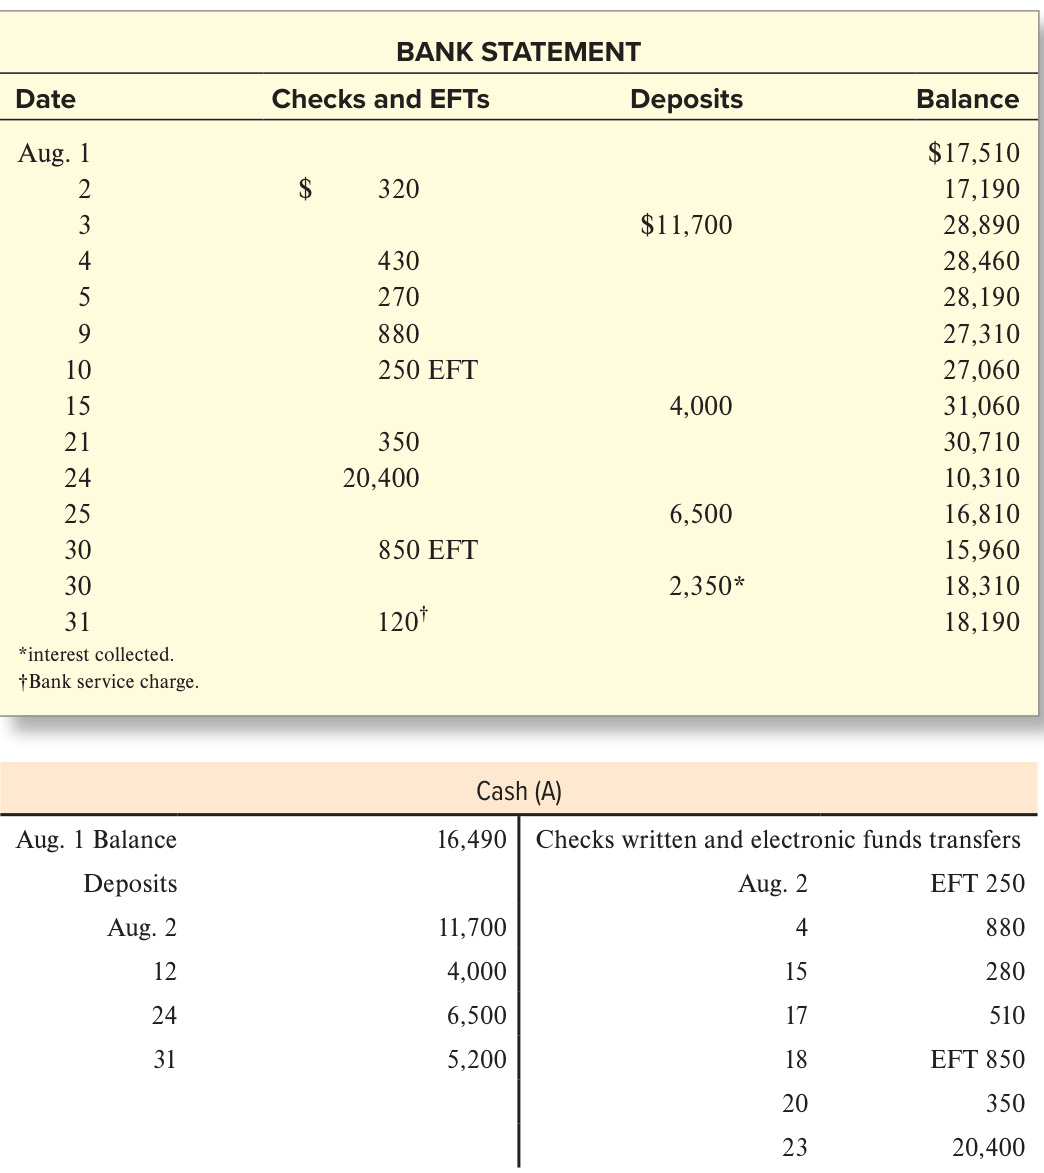 BANK STATEMENT
Date Checks and EFTs Deposits Balance
Aug. 1 $17,510
2 $ 320 17,190
3 $11,700 28,890
4 430 28,460
5 270 28,190
9 880 27,310
10 250 EFT 27,060
15 4,000 31,060
21 350 30,710
24 20,400 10,310
25 6,500 16,810
30 850 EFT 15,960
30 2,350* 18,310
31 120† 18,190
*interest collected.
†Bank service charge.
Cash (A)
Aug. 1 Balance 16,490 Checks written and electronic funds transfers
Deposits Aug. 2 EFT 250
Aug. 2 11,700 4 880
12 4,000 15 280
24 6,500 17 510
31 5,200 18 EFT 850
20 350
23 20,400